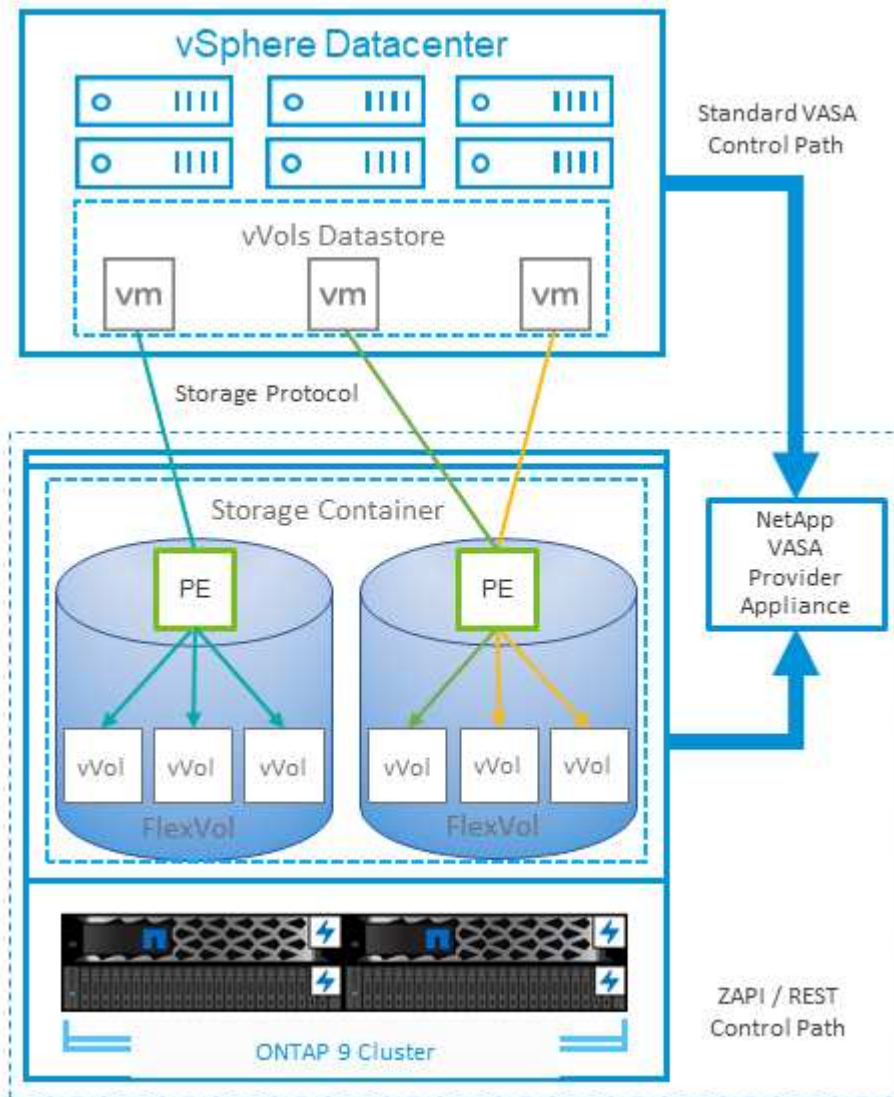 vSphere Datacenter
Standard VASA
Control Path
vVols Datastore
vm
vm
vm
Storage Protocol
Storage Container
NetApp
VASA
Provider
Appliance
PE
PE
vVol
vVol
vVol
vVol
vVol
vVol
FlexVol
FlexVol
ZAPI / REST
Control Path
ONTAP 9 Cluster